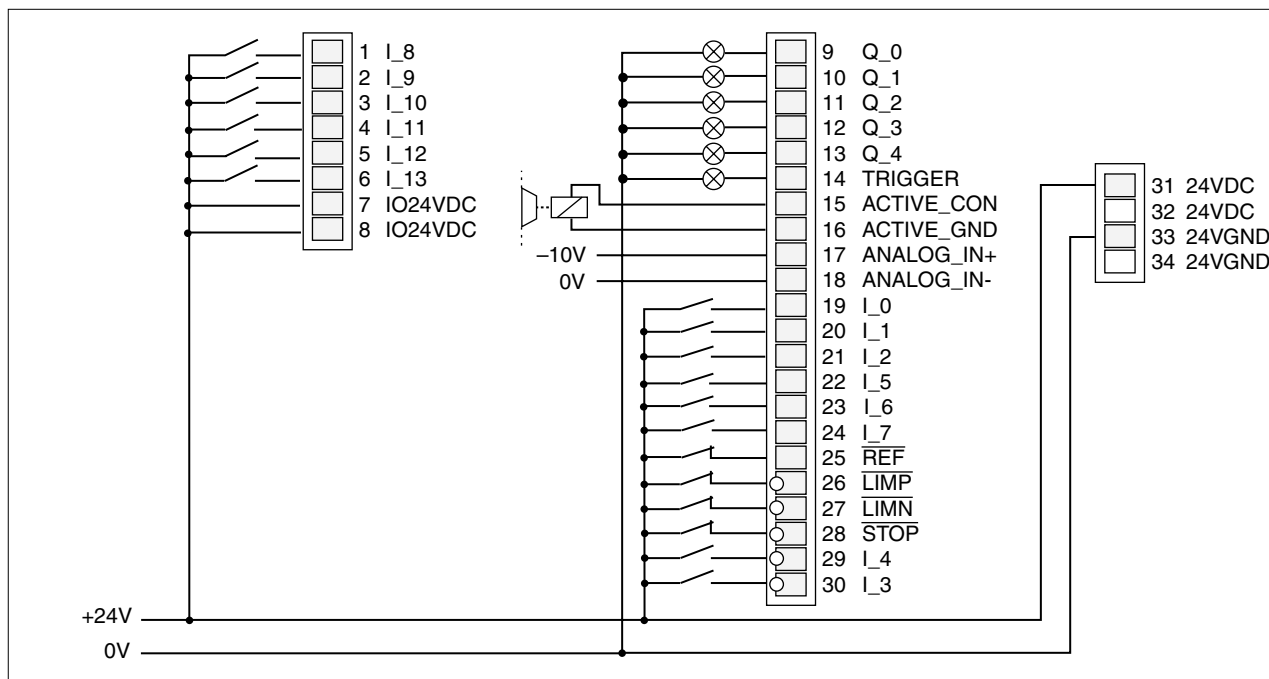 1 I_8
2 I_9
3 I_10
4 I_11
5 I_12
6 I_13
7 IO24VDC
8 IO24VDC
9 Q_0
10 Q_1
11 Q_2
12 Q_3
13 Q_4
14 TRIGGER
15 ACTIVE_CON
16 ACTIVE_GND
17 ANALOG_IN+
18 ANALOG_IN-
19 I_0
20 I_1
21 I_2
22 I_5
23 I_6
24 I_7
25 REF
26 LIMP
27 LIMN
28 STOP
29 I_4
30 I_3
–10V
0V
31 24VDC
32 24VDC
33 24VGND
34 24VGND
+24V
0V